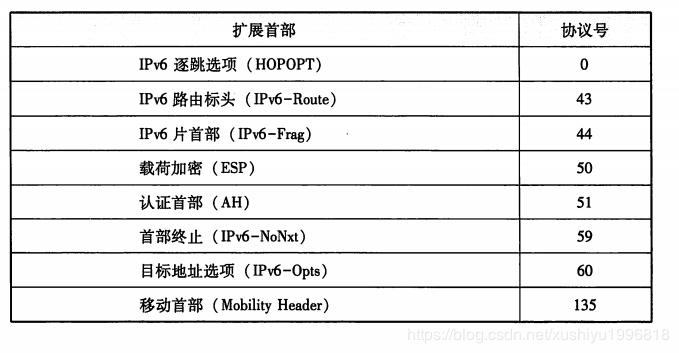 扩展首部 协议号
IPv6 逐跳选项（HOPOPT） 0
IPv6 路由标头（IPv6-Route） 43
IPv6 片首部（IPv6-Frag） 44
载荷加密（ESP） 50
认证首部（AH） 51
首部终止（IPv6-NoNxt） 59
目标地址选项（IPv6-Opts） 60
移动首部（Mobility Header） 135
https://blog.csdn.net/xushiyu1996818